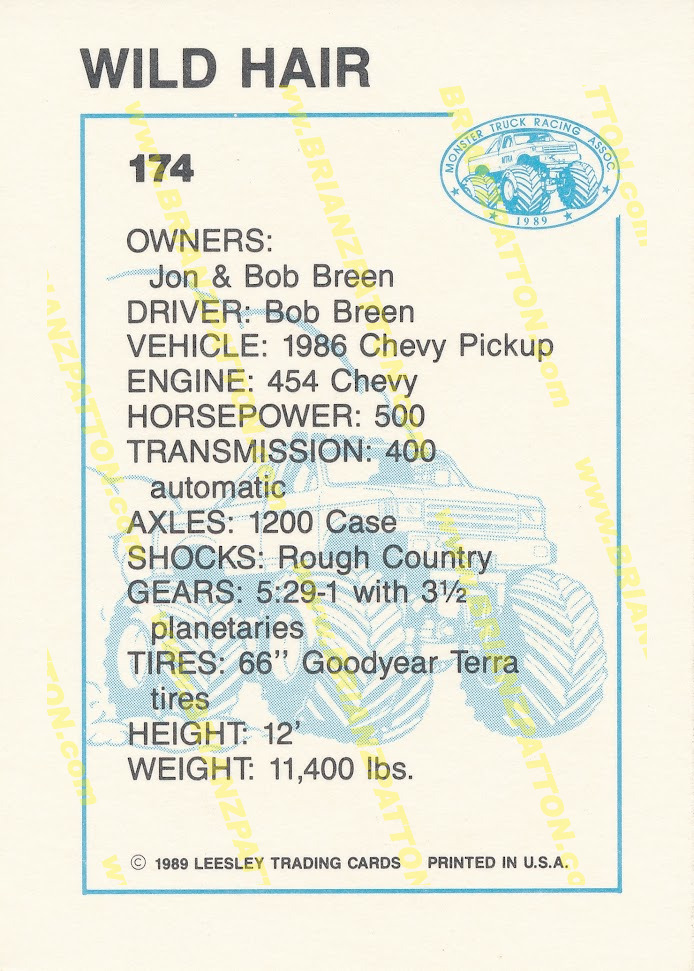 WILD HAIR
MONSTER TRUCK RACING ASSOC.
1989
174
OWNERS:
Jon & Bob Breen
DRIVER: Bob Breen
VEHICLE: 1986 Chevy Pickup
ENGINE: 454 Chevy
HORSEPOWER: 500
TRANSMISSION: 400
automatic
AXLES: 1200 Case
SHOCKS: Rough Country
GEARS: 5:29-1 with 3½
planetaries
TIRES: 66’’ Goodyear Terra
tires
HEIGHT: 12’
WEIGHT: 11,400 lbs.
© 1989 LEESLEY TRADING CARDS PRINTED IN U.S.A.
www.BRIANZPATTON.com